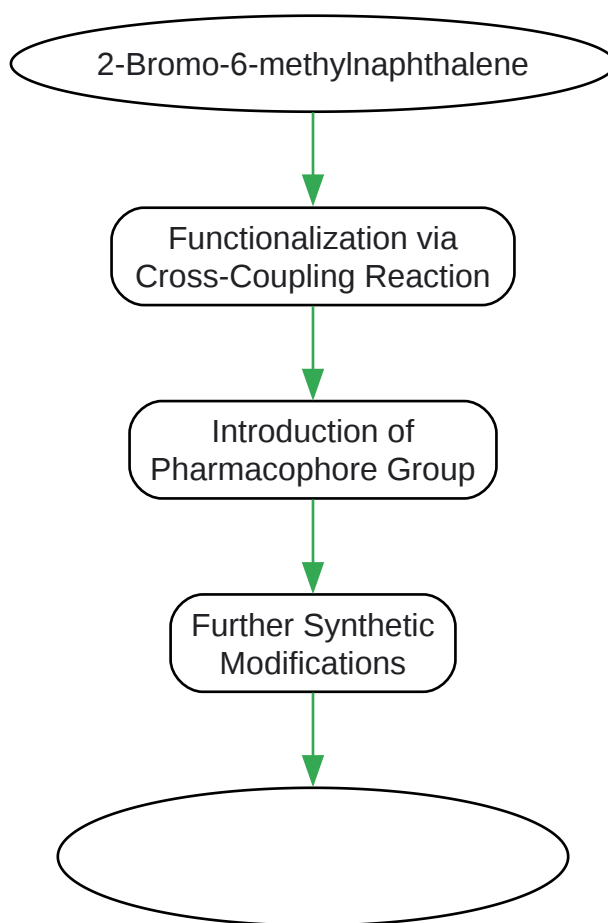 2-Bromo-6-methylnaphthalene
Functionalization via
Cross-Coupling Reaction
Introduction of
Pharmacophore Group
Further Synthetic
Modifications